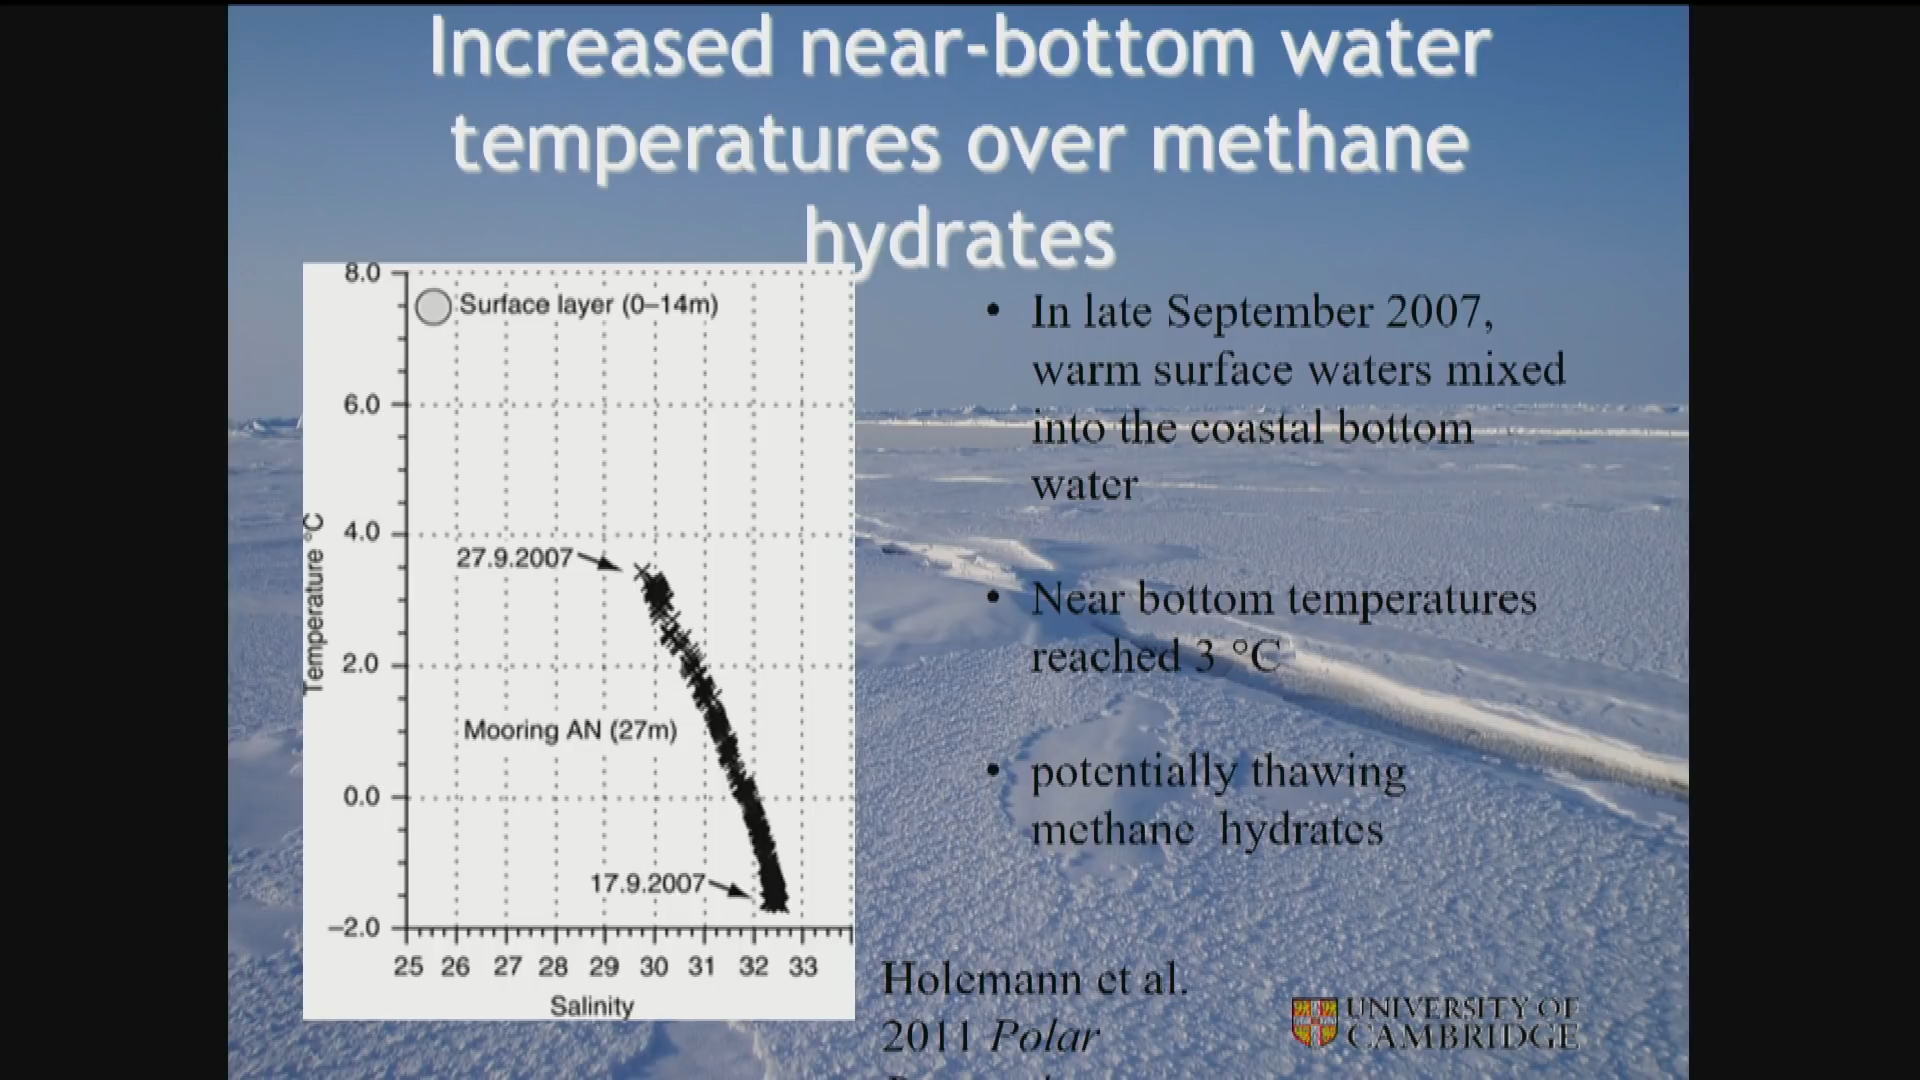 Increased near-bottom water
temperatures over methane
hydrates
8.0
Surface layer (0–14m)
6.0
4.0
27.9.2007
2.0
Mooring AN (27m)
0.0
17.9.2007
–2.0
Temperature °C
25 26 27 28 29 30 31 32 33
Salinity
• In late September 2007,
warm surface waters mixed
into the coastal bottom
water
• Near bottom temperatures
reached 3 °C
• potentially thawing
methane hydrates
Holemann et al.
2011 Polar
UNIVERSITY OF
CAMBRIDGE